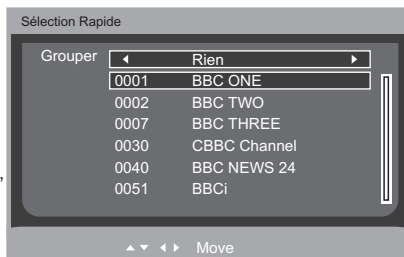 Sélection Rapide
Grouper ◄ Rien ►
0001 BBC ONE
0002 BBC TWO
0007 BBC THREE
0030 CBBC Channel
0040 BBC NEWS 24
0051 BBCi
,
▲▼ ◄► Move